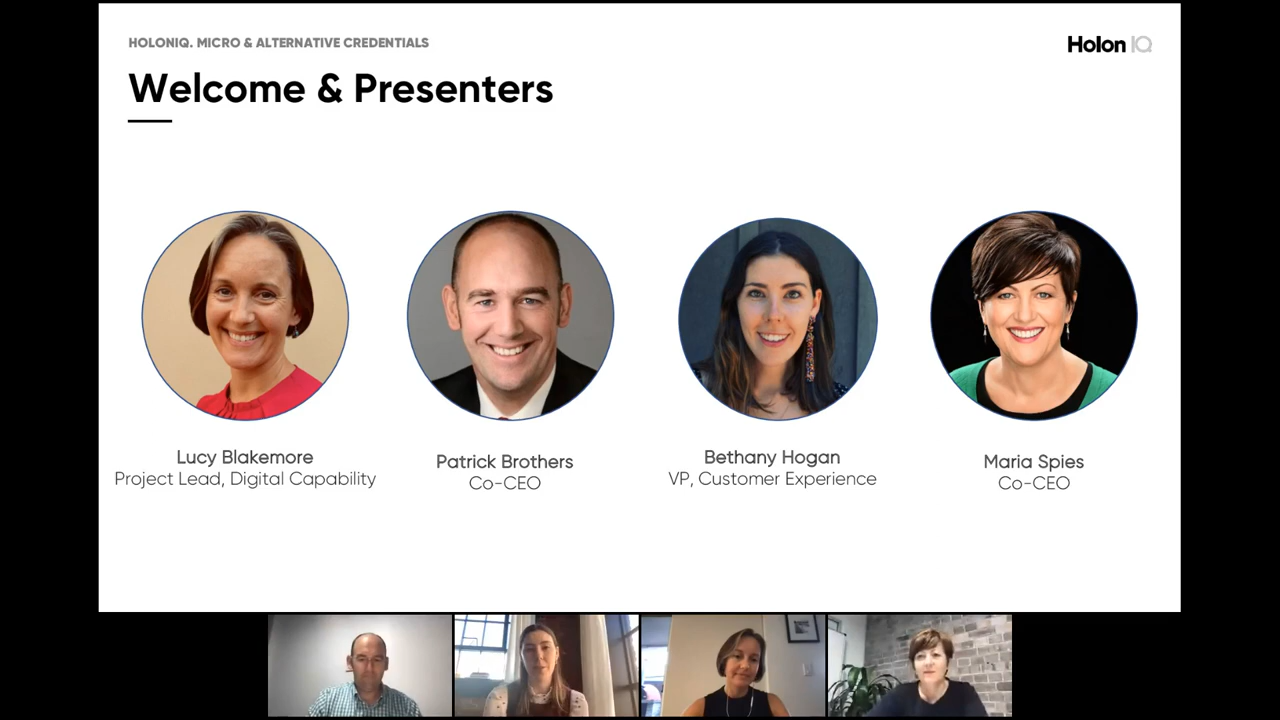 HOLONIQ. MICRO & ALTERNATIVE CREDENTIALS
Holon IQ
Welcome & Presenters
Lucy Blakemore
Project Lead, Digital Capability
Patrick Brothers
Co-CEO
Bethany Hogan
VP, Customer Experience
Maria Spies
Co-CEO